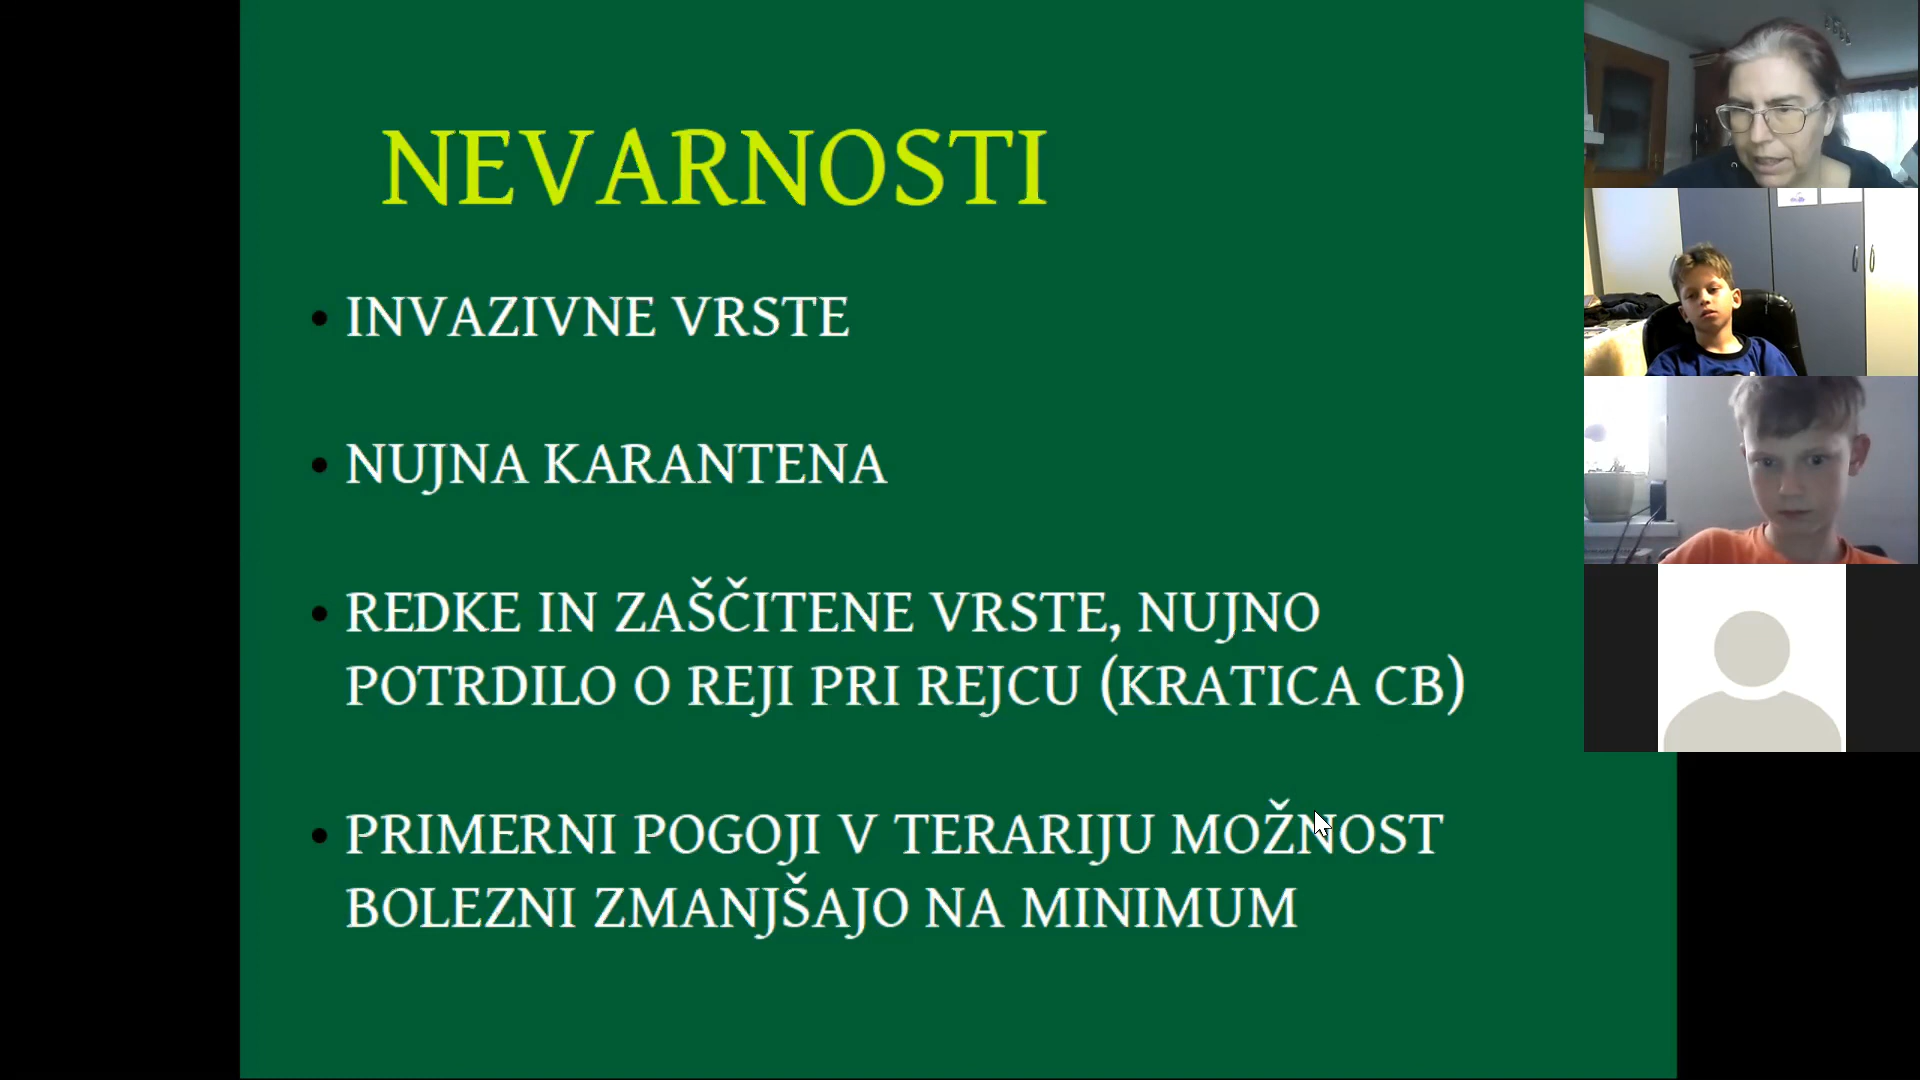 NEVARNOSTI
• INVAZIVNE VRSTE
• NUJNA KARANTENA
• REDKE IN ZAŠČITENE VRSTE, NUJNO
POTRDILO O REJI PRI REJCU (KRATICA CB)
• PRIMERNI POGOJI V TERARIJU MOŽNOST
BOLEZNI ZMANJŠAJO NA MINIMUM